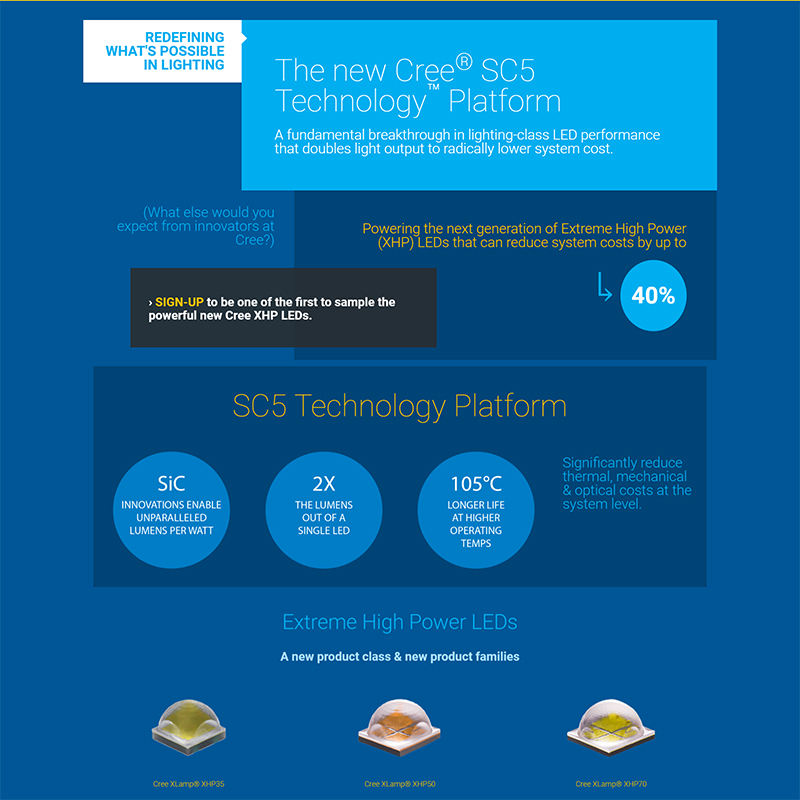 REDEFINING
WHAT'S POSSIBLE
IN LIGHTING
The new Cree® SC5
Technology™ Platform
A fundamental breakthrough in lighting-class LED performance
that doubles light output to radically lower system cost.
(What else would you
expect from innovators at
Cree?)
Powering the next generation of Extreme High Power
(XHP) LEDs that can reduce system costs by up to
40%
› SIGN-UP to be one of the first to sample the
powerful new Cree XHP LEDs.
SC5 Technology Platform
SiC
INNOVATIONS ENABLE
UNPARALLELED
LUMENS PER WATT
2X
THE LUMENS
OUT OF A
SINGLE LED
105°C
LONGER LIFE
AT HIGHER
OPERATING
TEMPS
Significantly reduce
thermal, mechanical
& optical costs at the
system level.
Extreme High Power LEDs
A new product class & new product families
Cree XLamp® XHP35
Cree XLamp® XHP50
Cree XLamp® XHP70